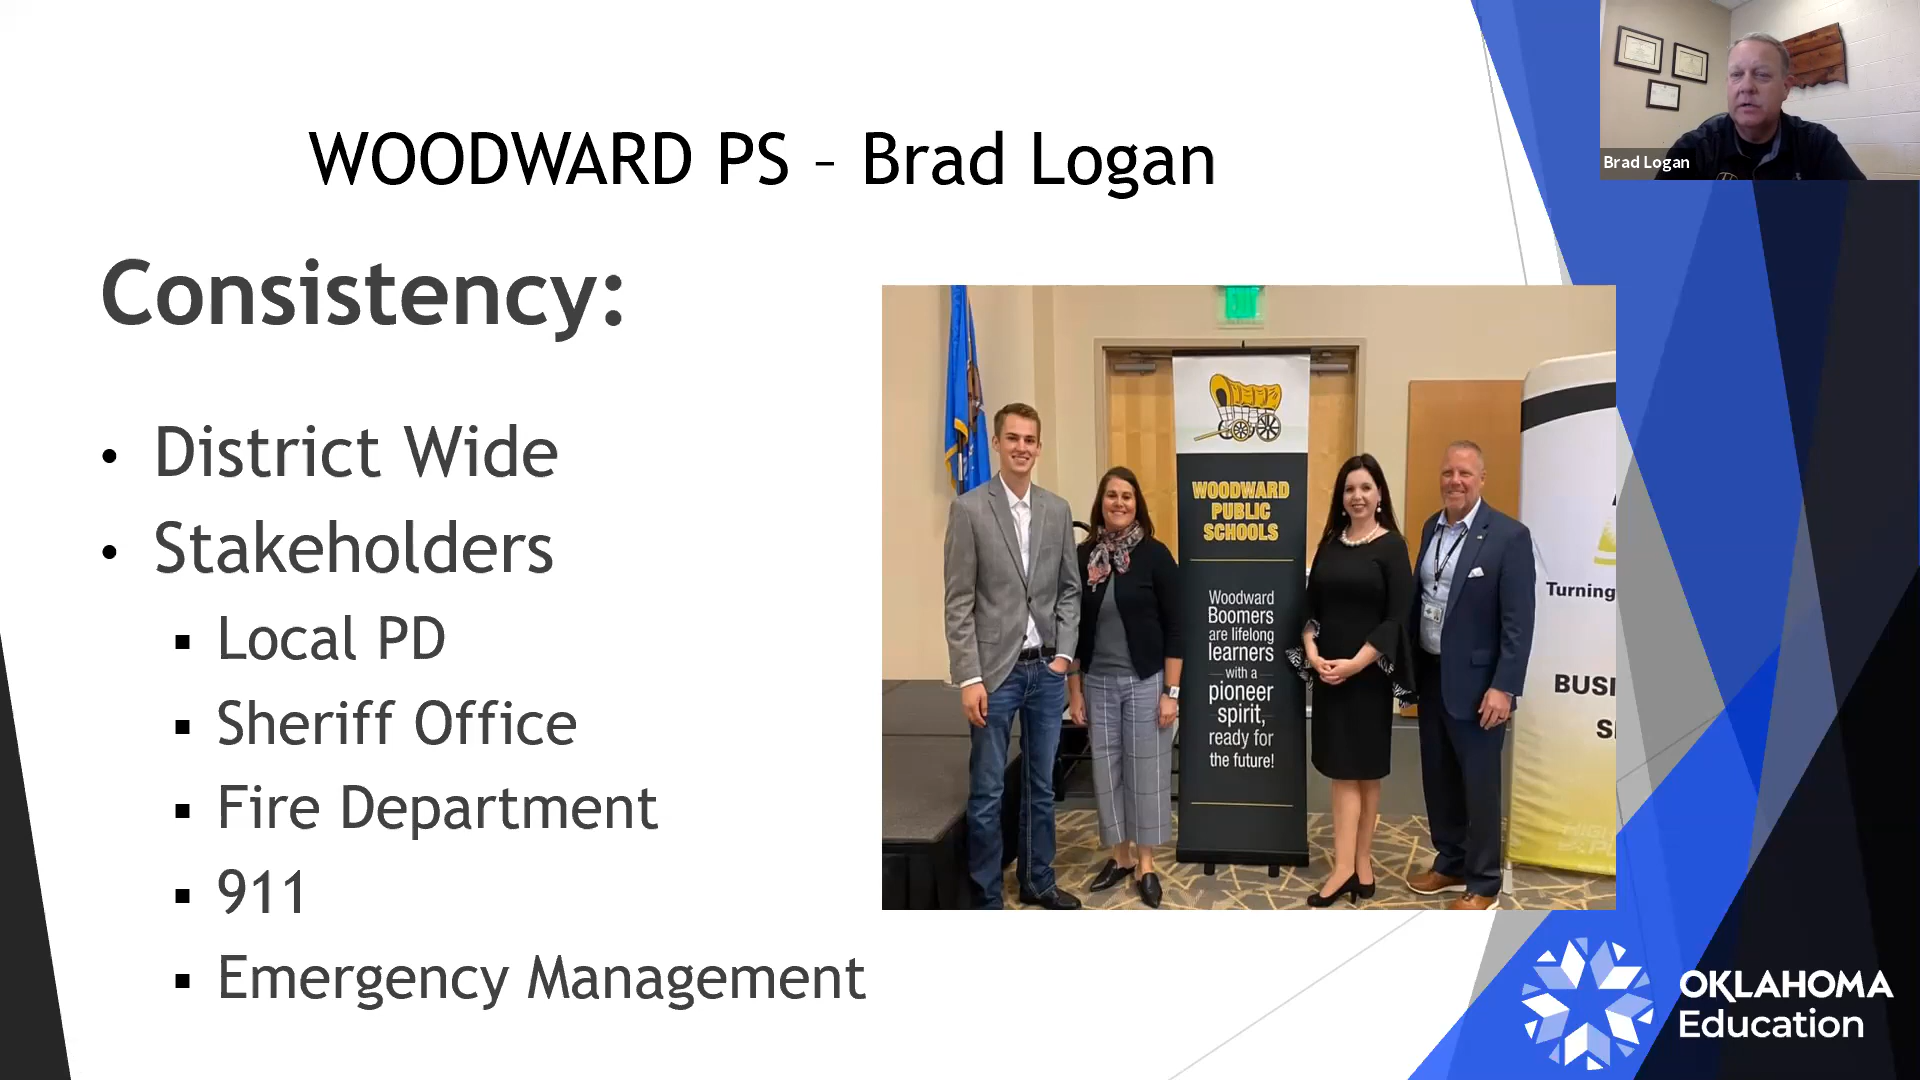 WOODWARD PS – Brad Logan
Brad Logan
Consistency:
• District Wide
• Stakeholders
▪ Local PD
▪ Sheriff Office
▪ Fire Department
▪ 911
▪ Emergency Management
WOODWARD
PUBLIC
SCHOOLS
Woodward
Boomers
are lifelong
learners
with a
pioneer
spirit,
ready for
the future!
Turning
OKLAHOMA
Education